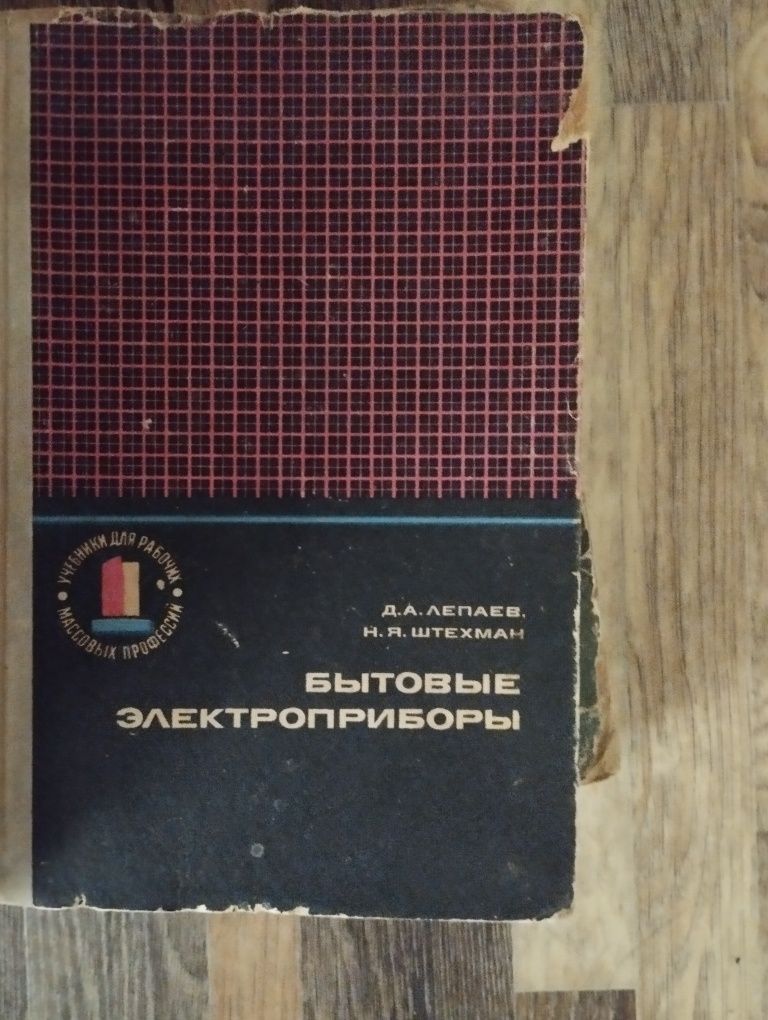 УЧЕБНИКИ ДЛЯ РАБОЧИХ
МАССОВЫХ ПРОФЕССИЙ
Д.А. ЛЕПАЕВ,
Н.Я. ШТЕХМАН
БЫТОВЫЕ
ЭЛЕКТРОПРИБОРЫ